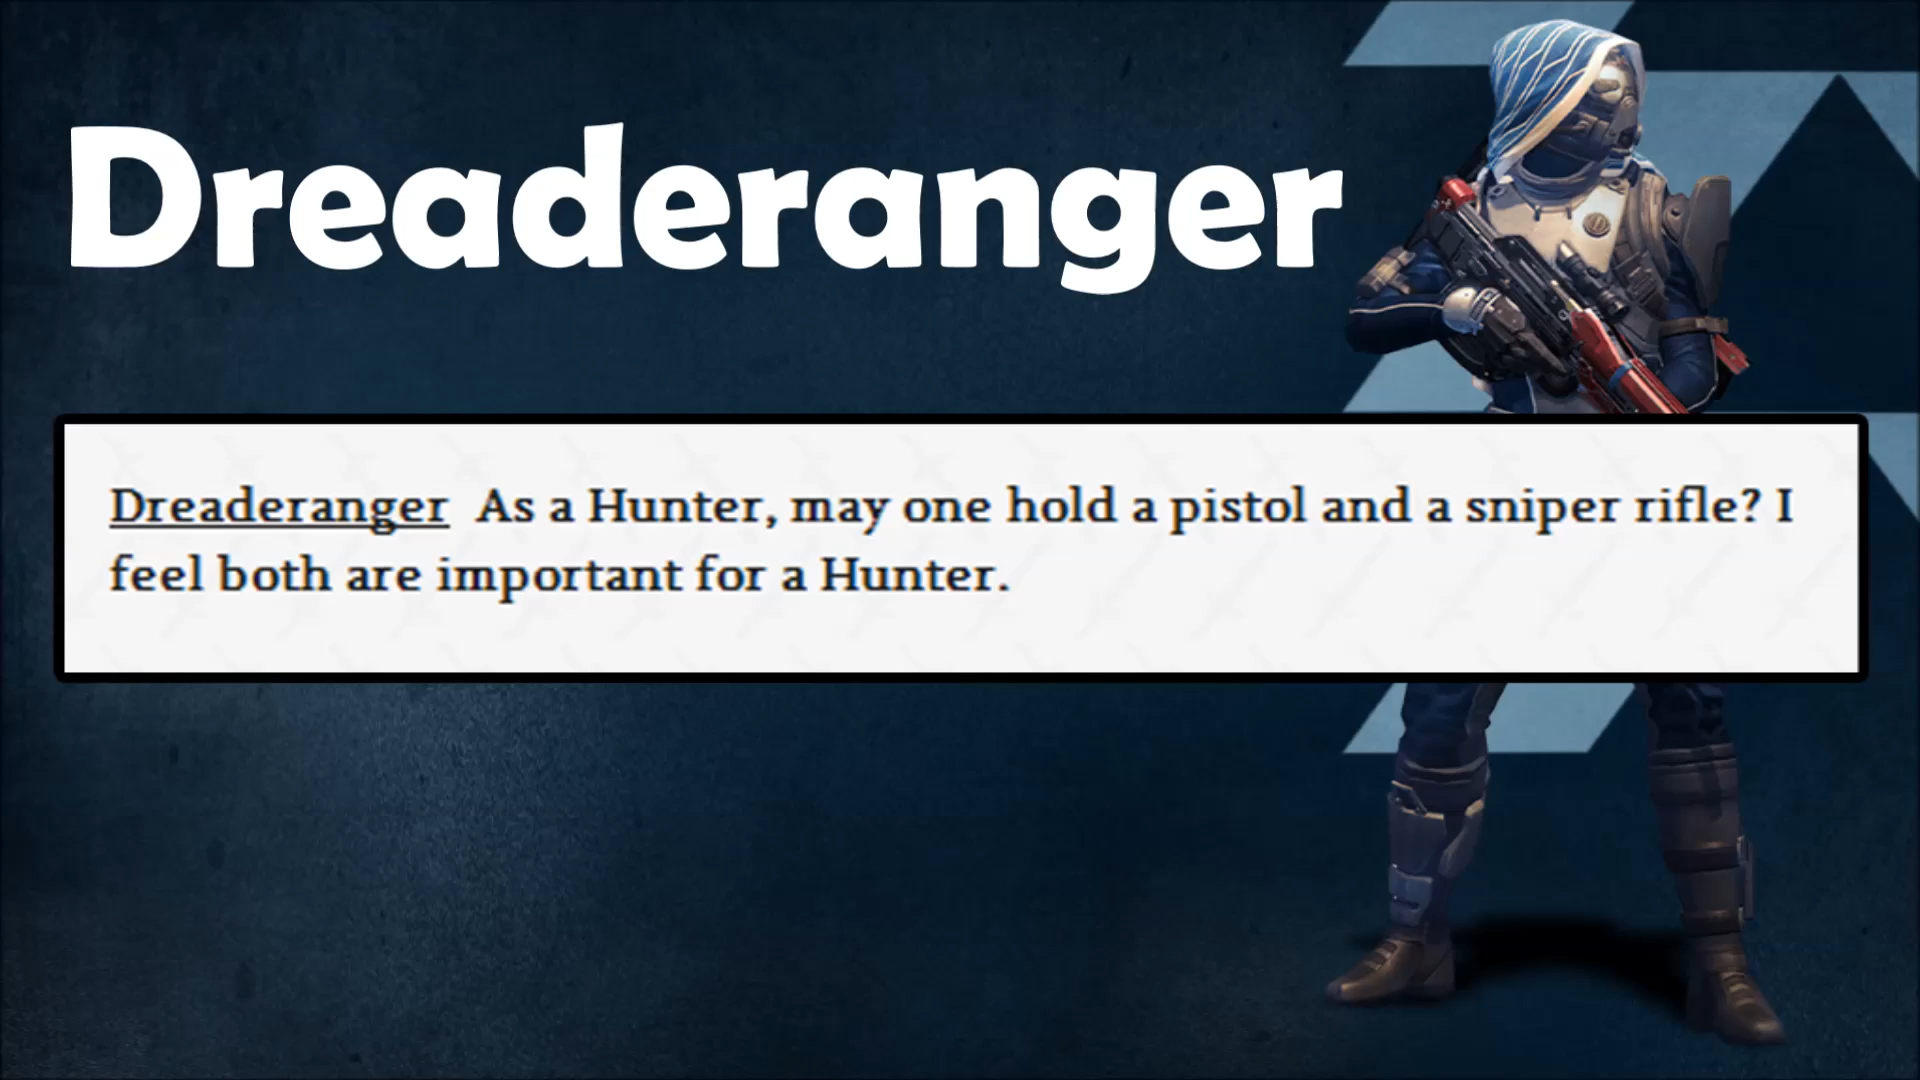 Dreaderanger
Dreaderanger As a Hunter, may one hold a pistol and a sniper rifle? I
feel both are important for a Hunter.